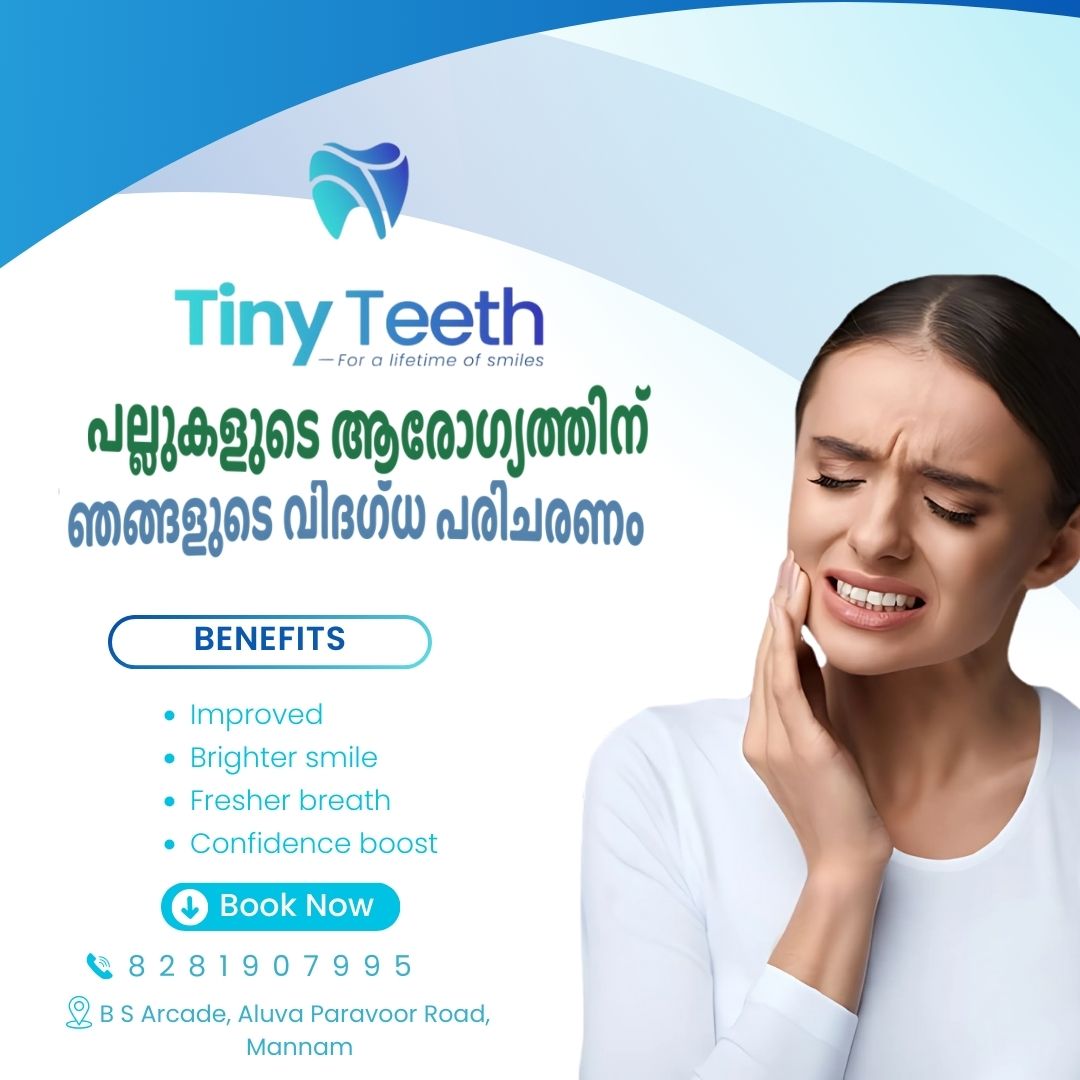 Tiny Teeth
—For a lifetime of smiles
പല്ലുകളുടെ ആരോഗ്യത്തിന്
ഞങ്ങളുടെ വിദഗ്ധ പരിചരണം
BENEFITS
• Improved
• Brighter smile
• Fresher breath
• Confidence boost
Book Now
8281907995
B S Arcade, Aluva Paravoor Road,
Mannam